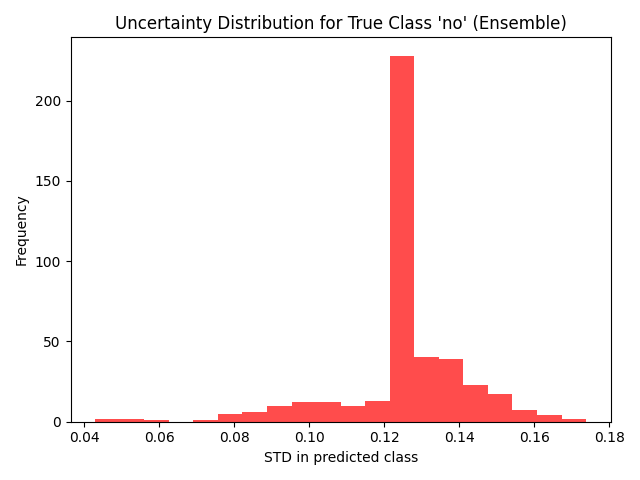 Uncertainty Distribution for True Class 'no' (Ensemble)
Frequency
200
150
100
50
0
0.04 0.06 0.08 0.10 0.12 0.14 0.16 0.18
STD in predicted class